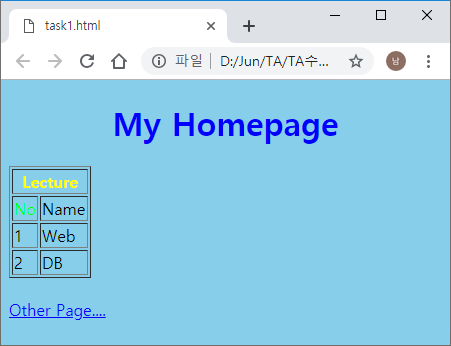 task1.html
파일 D:/Jun/TA/TA수...
남
My Homepage
Lecture
No Name
1 Web
2 DB
Other Page....